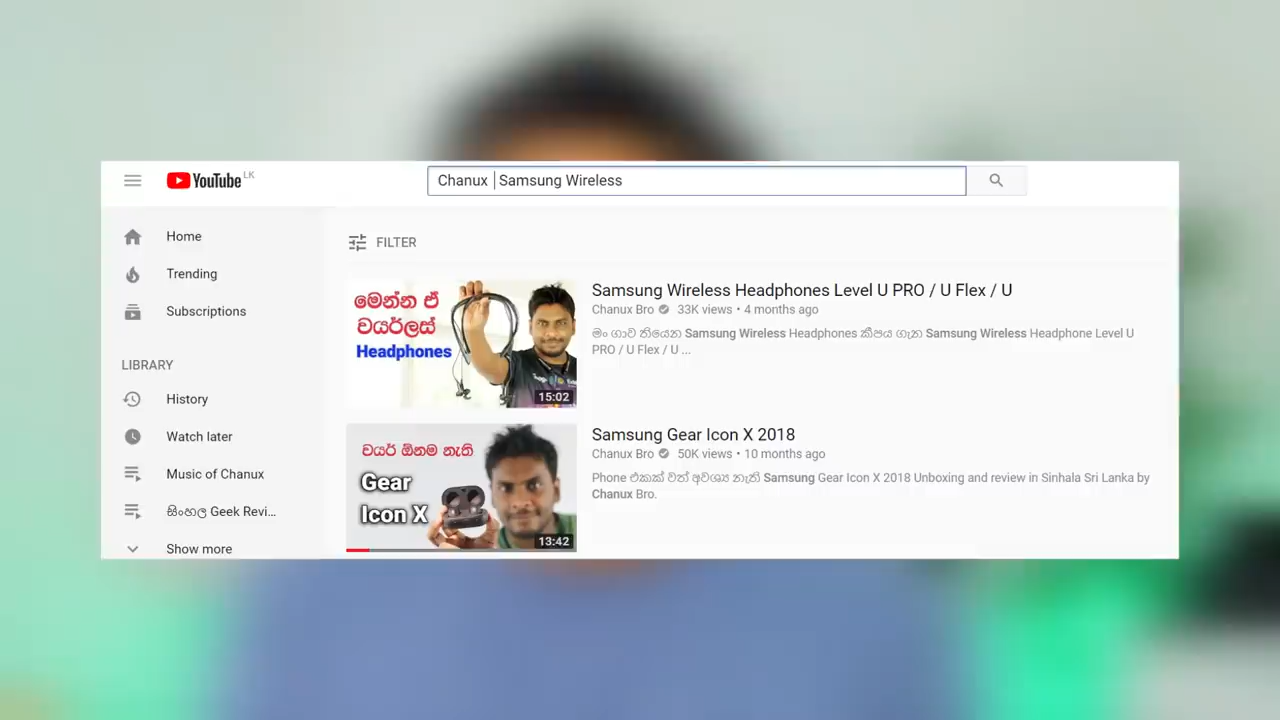 YouTube LK
Chanux Samsung Wireless
Home
Trending
Subscriptions
LIBRARY
History
Watch later
Music of Chanux
සිංහල Geek Revi...
Show more
FILTER
මෙන්න ඒ
වයර්ලස්
Headphones
15:02
Samsung Wireless Headphones Level U PRO / U Flex / U
Chanux Bro 33K views • 4 months ago
මං ගාව තියෙන Samsung Wireless Headphones කීපය ගැන Samsung Wireless Headphone Level U
PRO / U Flex / U ...
වයර් ඕනම නැති
Gear
Icon X
13:42
Samsung Gear Icon X 2018
Chanux Bro 50K views • 10 months ago
Phone එකක් වත් අවශ්‍ය නැති Samsung Gear Icon X 2018 Unboxing and review in Sinhala Sri Lanka by
Chanux Bro.